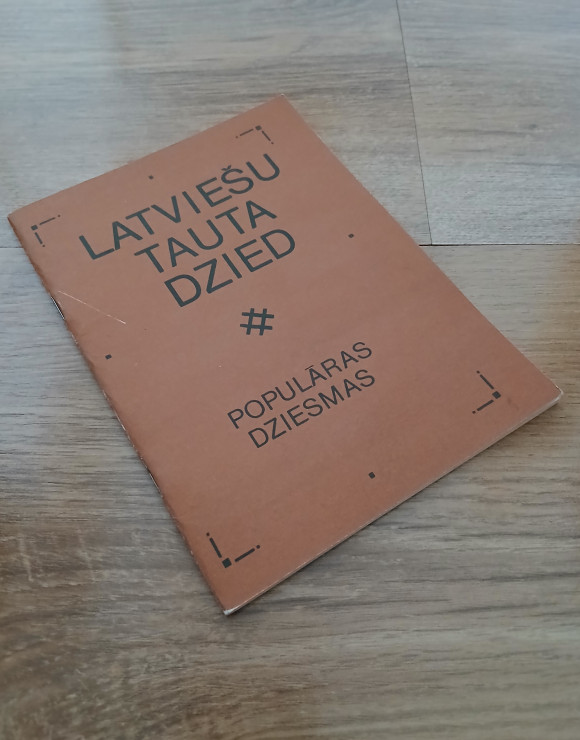 LATVIEŠU
TAUTA
DZIED
#
POPULĀRAS
DZIESMAS